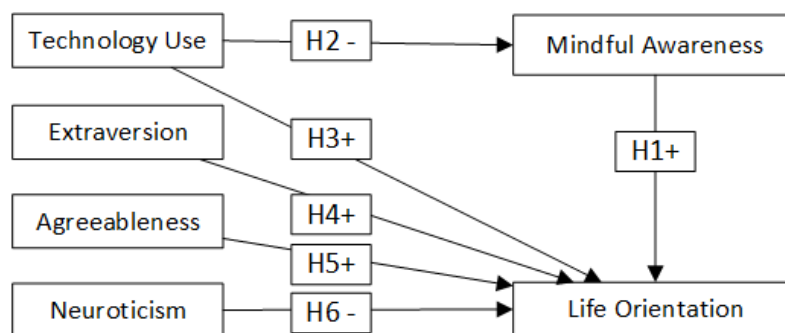 Technology Use
H2 -
Mindful Awareness
Extraversion
H3+
H1+
Agreeableness
H4+
H5+
Neuroticism
H6 -
Life Orientation